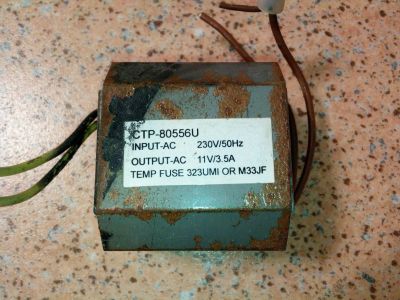 CTP-80556U
INPUT-AC 230V/50Hz
OUTPUT-AC 11V/3.5A
TEMP FUSE 323UMI OR M33JF